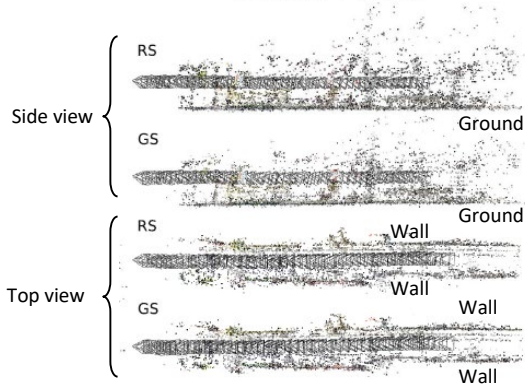 RS
Side view
Ground
GS
Ground
RS
Wall
Wall
Top view
GS
Wall
Wall